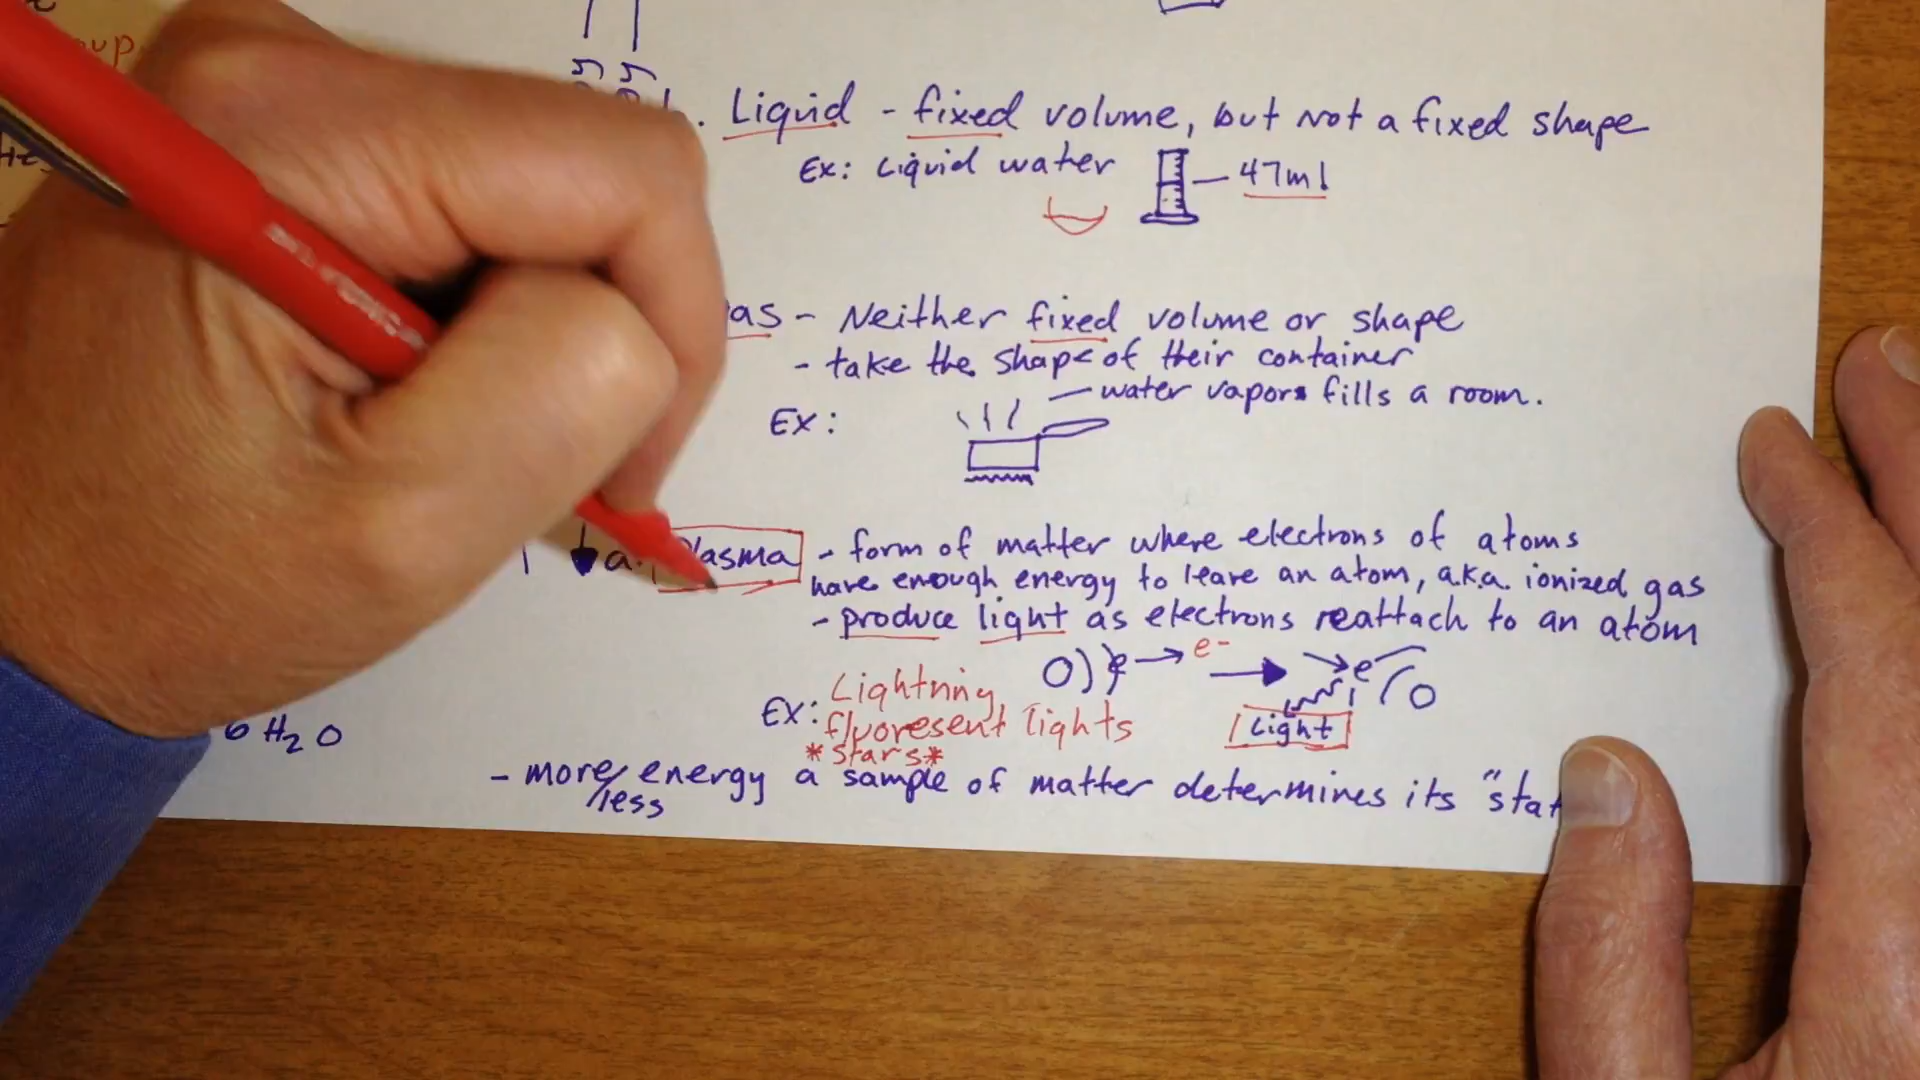 . Liquid - fixed volume, but not a fixed shape
Ex: Liquid water — 47ml
as - Neither fixed volume or shape
- take the shape of their container
— water vapors fills a room.
Ex:
a. Plasma - form of matter where electrons of atoms
have enough energy to leave an atom, a.k.a. ionized gas
- produce light as electrons reattach to an atom
e-
e
e
Ex: Lightning
fluoresent lights
Light
*stars*
6 H2O
- more/less energy a sample of matter determines its "stat